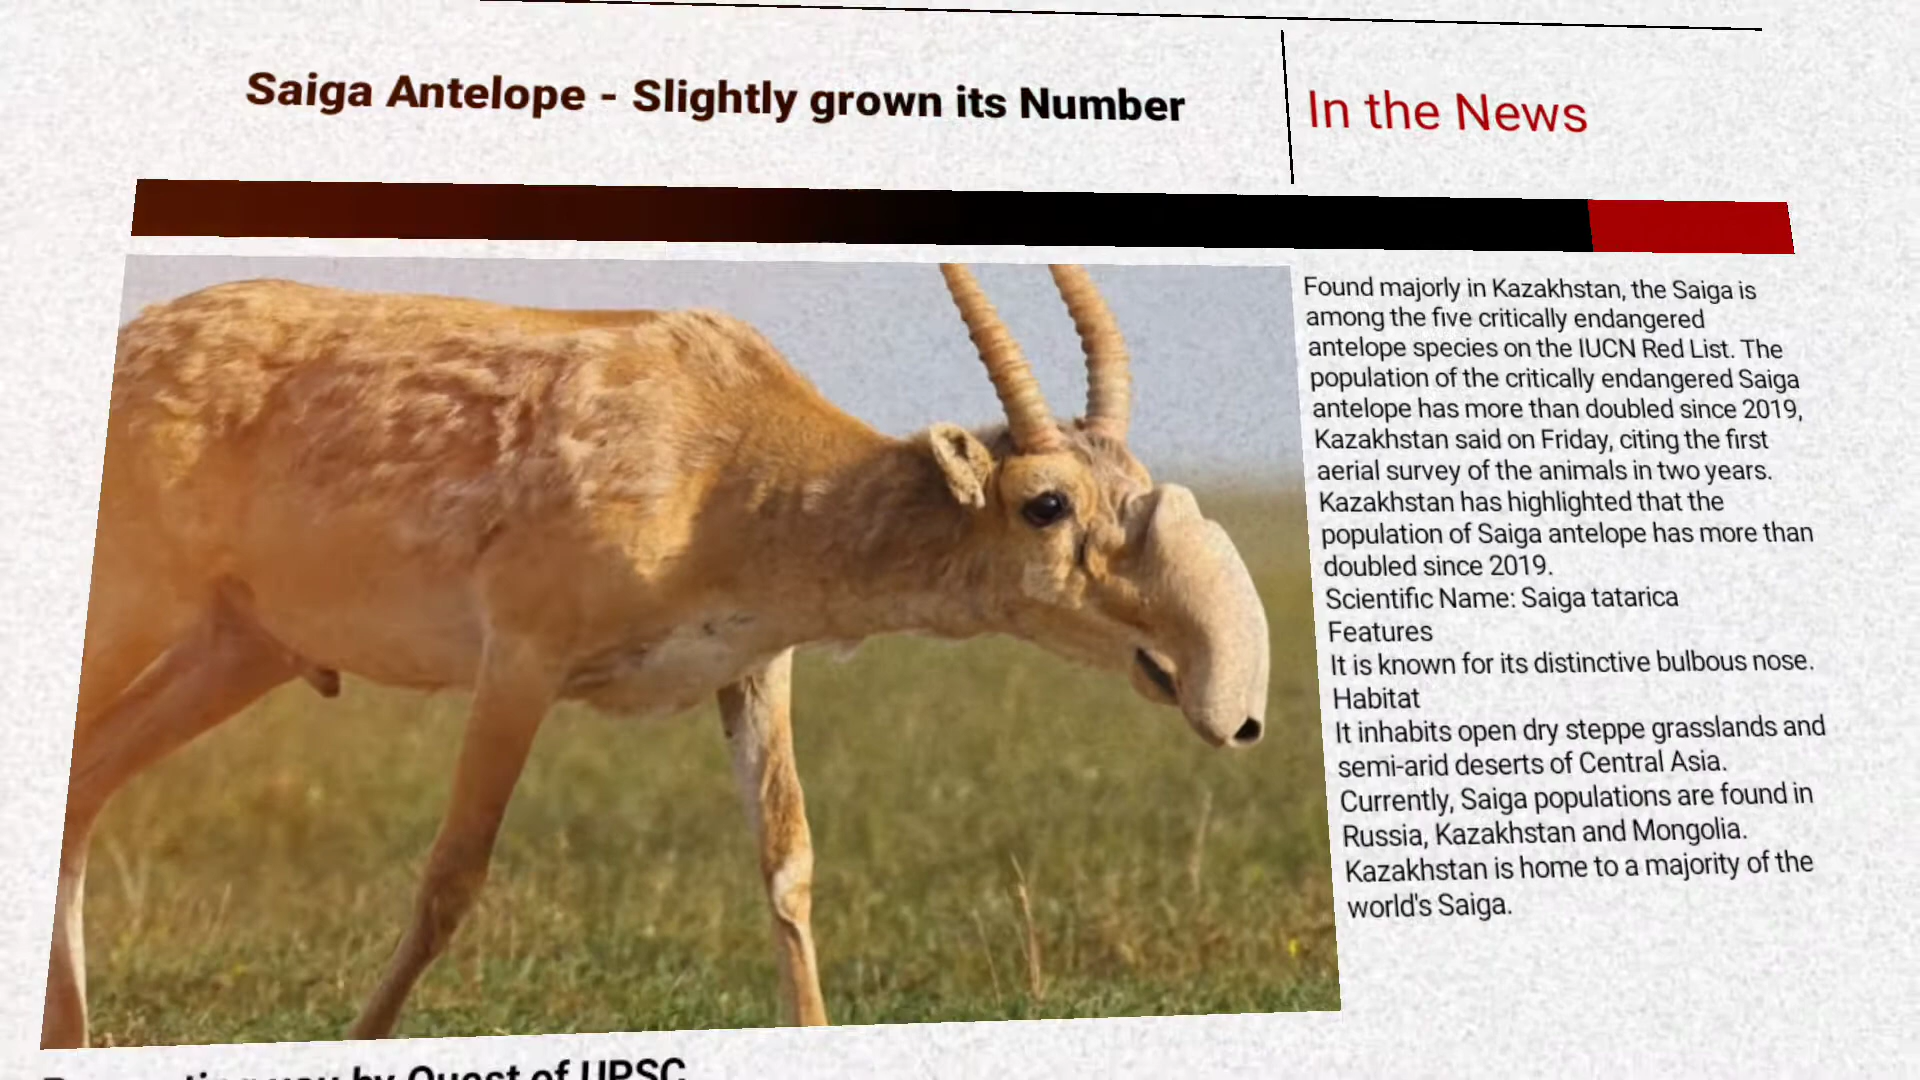 Saiga Antelope - Slightly grown its Number
In the News
Found majorly in Kazakhstan, the Saiga is
among the five critically endangered
antelope species on the IUCN Red List. The
population of the critically endangered Saiga
antelope has more than doubled since 2019,
Kazakhstan said on Friday, citing the first
aerial survey of the animals in two years.
Kazakhstan has highlighted that the
population of Saiga antelope has more than
doubled since 2019.
Scientific Name: Saiga tatarica
Features
It is known for its distinctive bulbous nose.
Habitat
It inhabits open dry steppe grasslands and
semi-arid deserts of Central Asia.
Currently, Saiga populations are found in
Russia, Kazakhstan and Mongolia.
Kazakhstan is home to a majority of the
world's Saiga.
you by Quest of UPSC